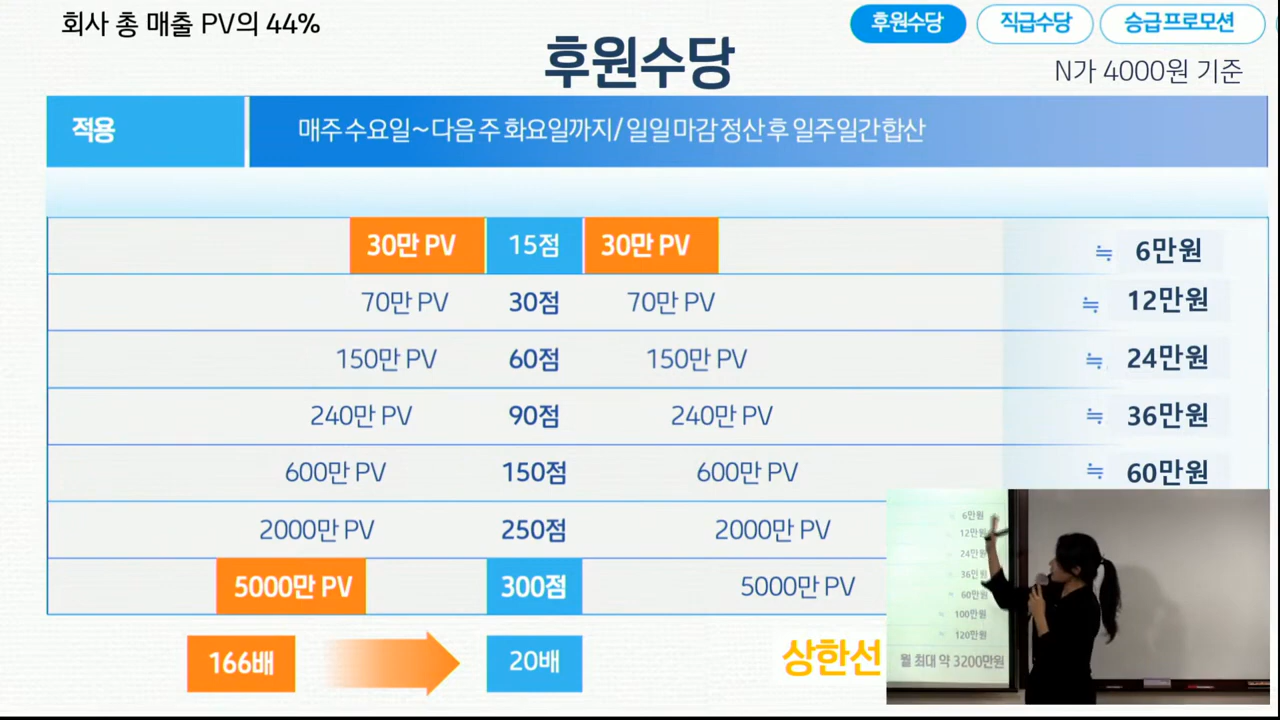 회사 총 매출 PV의 44%
후원수당 직급수당 승급프로모션
후원수당
N가 4000원 기준
적용 매주 수요일~다음 주 화요일까지/ 일일 마감 정산 후 일주일간 합산
30만 PV 15점 30만 PV ≒ 6만원
70만 PV 30점 70만 PV ≒ 12만원
150만 PV 60점 150만 PV ≒ 24만원
240만 PV 90점 240만 PV ≒ 36만원
600만 PV 150점 600만 PV ≒ 60만원
2000만 PV 250점 2000만 PV
5000만 PV 300점 5000만 PV
166배 20배 상한선
6만원
12만원
24만원
36만원
60만원
100만원
120만원
월 최대 약 3200만원